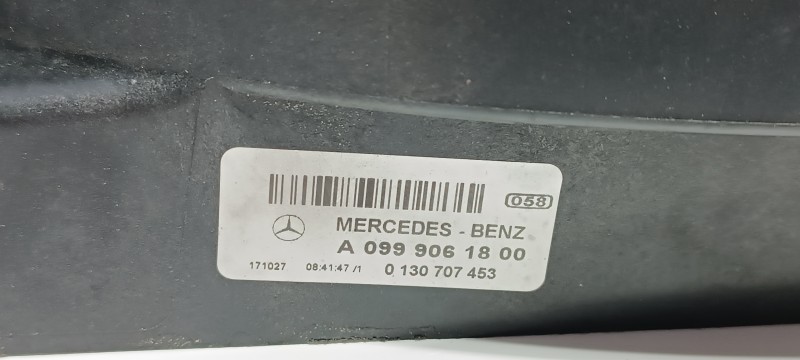 058
MERCEDES - BENZ
A 099 906 18 00
171027 08:41:47 /1 0 130 707 453